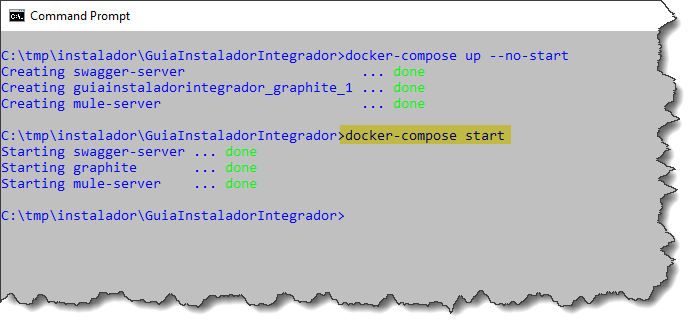 Command Prompt
C:\tmp\instalador\GuiaInstaladorIntegrador>docker-compose up --no-start
Creating swagger-server ... done
Creating guiainstaladorintegrador_graphite_1 ... done
Creating mule-server ... done
C:\tmp\instalador\GuiaInstaladorIntegrador>docker-compose start
Starting swagger-server ... done
Starting graphite ... done
Starting mule-server ... done
C:\tmp\instalador\GuiaInstaladorIntegrador>